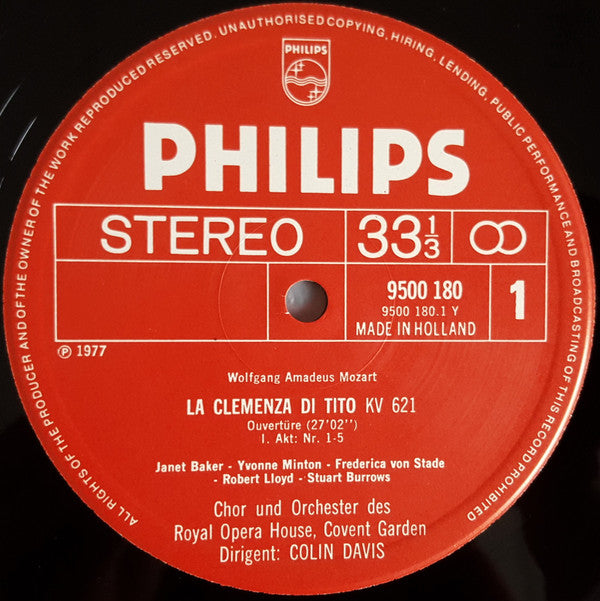 ALL RIGHTS OF THE PRODUCER AND OF THE OWNER OF THE WORK REPRODUCED RESERVED. UNAUTHORISED COPYING, HIRING, LENDING, PUBLIC PERFORMANCE AND BROADCASTING OF THIS RECORD PROHIBITED
PHILIPS
PHILIPS
STEREO 33 1/3
9500 180 1
9500 180.1 Y
MADE IN HOLLAND
℗ 1977
Wolfgang Amadeus Mozart
LA CLEMENZA DI TITO KV 621
Ouvertüre (27'02'')
I. Akt: Nr. 1-5
Janet Baker - Yvonne Minton - Frederica von Stade
- Robert Lloyd - Stuart Burrows
Chor und Orchester des
Royal Opera House, Covent Garden
Dirigent: COLIN DAVIS